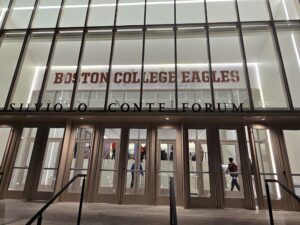 BOSTON COLLEGE EAGLES
SILVIO O. CONTE FORUM